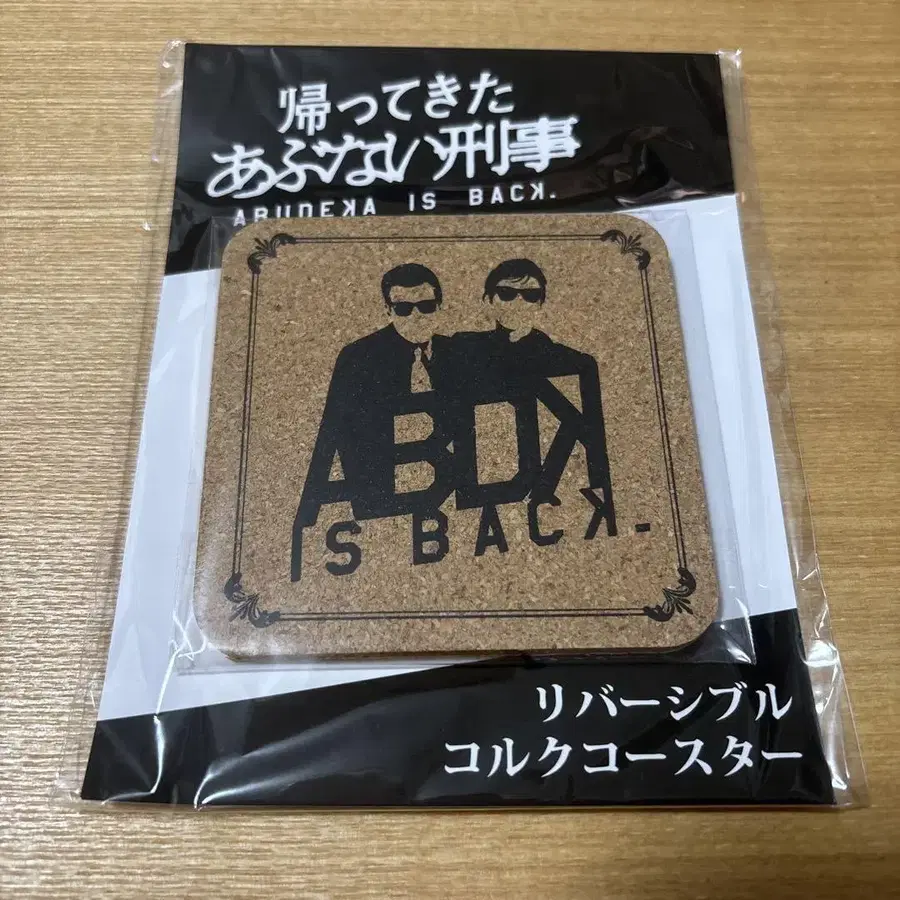 帰ってきた
あぶない刑事
ABUDEKA IS BACK.
ABDK
IS BACK.
リバーシブル
コルクコースター